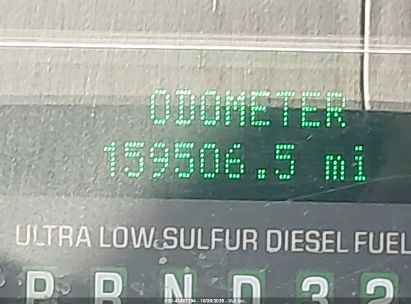 ODOMETER
159506.5 mi
ULTRA LOW SULFUR DIESEL FUEL
P R N D 3 2